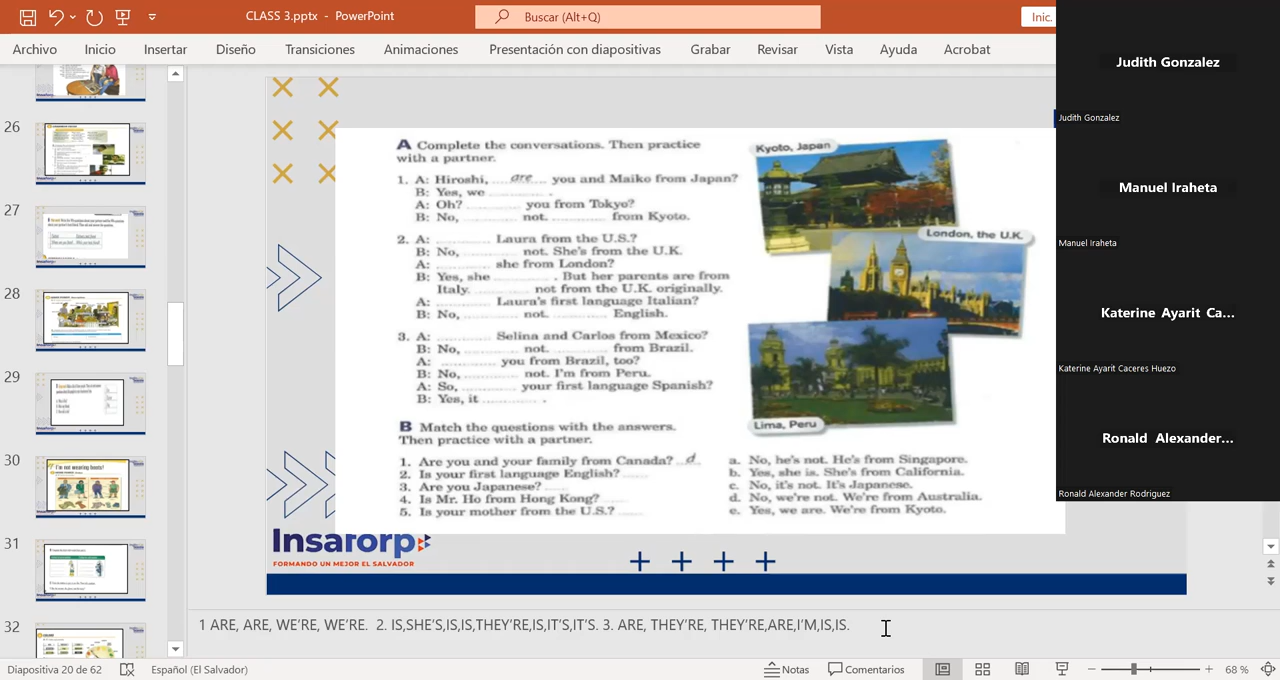 CLASS 3.pptx - PowerPoint
Buscar (Alt+Q)
Inic.
Archivo Inicio Insertar Diseño Transiciones Animaciones Presentación con diapositivas Grabar Revisar Vista Ayuda Acrobat
26
27
28
29
30
31
32
A Complete the conversations. Then practice
with a partner.
1. A: Hiroshi, are you and Maiko from Japan?
B: Yes, we ........ .
A: Oh? ........ you from Tokyo?
B: No, ........ not. ........ from Kyoto.
2. A: ........ Laura from the U.S.?
B: No, ........ not. She's from the U.K.
A: ........ she from London?
B: Yes, she ........ . But her parents are from
Italy. ........ not from the U.K. originally.
A: ........ Laura's first language Italian?
B: No, ........ not. ........ English.
3. A: ........ Selina and Carlos from Mexico?
B: No, ........ not. ........ from Brazil.
A: ........ you from Brazil, too?
B: No, ........ not. I'm from Peru.
A: So, ........ your first language Spanish?
B: Yes, it ........ .
B Match the questions with the answers.
Then practice with a partner.
1. Are you and your family from Canada? d
2. Is your first language English? ......
3. Are you Japanese? ......
4. Is Mr. Ho from Hong Kong? ......
5. Is your mother from the U.S.? ......
a. No, he's not. He's from Singapore.
b. Yes, she is. She's from California.
c. No, it's not. It's Japanese.
d. No, we're not. We're from Australia.
e. Yes, we are. We're from Kyoto.
Kyoto, Japan
London, the U.K.
Lima, Peru
Insaforp
FORMANDO UN MEJOR EL SALVADOR
1 ARE, ARE, WE'RE, WE'RE. 2. IS,SHE'S,IS,IS,THEY'RE,IS,IT'S,IT'S. 3. ARE, THEY'RE, THEY'RE,ARE,I'M,IS,IS.
Judith Gonzalez
Judith Gonzalez
Manuel Iraheta
Manuel Iraheta
Katerine Ayarit Ca...
Katerine Ayarit Caceres Huezo
Ronald Alexander...
Ronald Alexander Rodriguez
Diapositiva 20 de 62 Español (El Salvador) Notas Comentarios 68 %